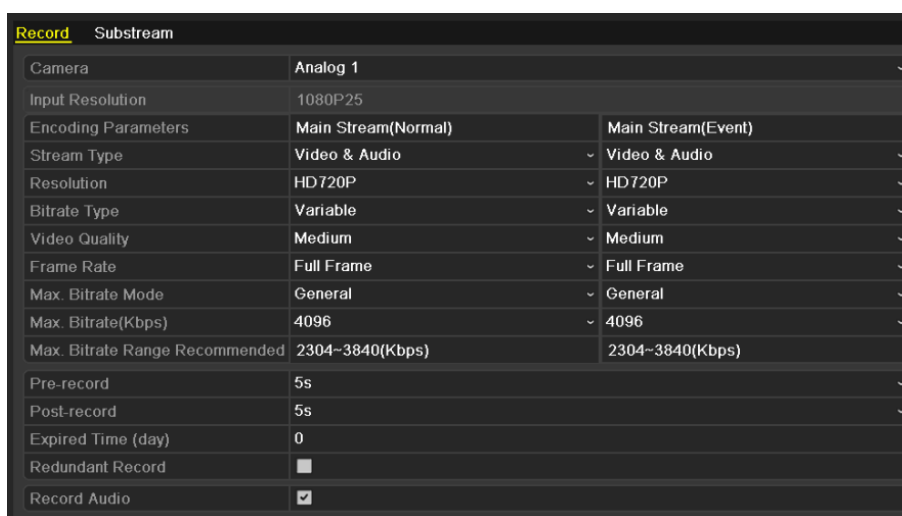 Record Substream
Camera Analog 1
Input Resolution 1080P25
Encoding Parameters Main Stream(Normal) Main Stream(Event)
Stream Type Video & Audio Video & Audio
Resolution HD720P HD720P
Bitrate Type Variable Variable
Video Quality Medium Medium
Frame Rate Full Frame Full Frame
Max. Bitrate Mode General General
Max. Bitrate(Kbps) 4096 4096
Max. Bitrate Range Recommended 2304~3840(Kbps) 2304~3840(Kbps)
Pre-record 5s
Post-record 5s
Expired Time (day) 0
Redundant Record
Record Audio